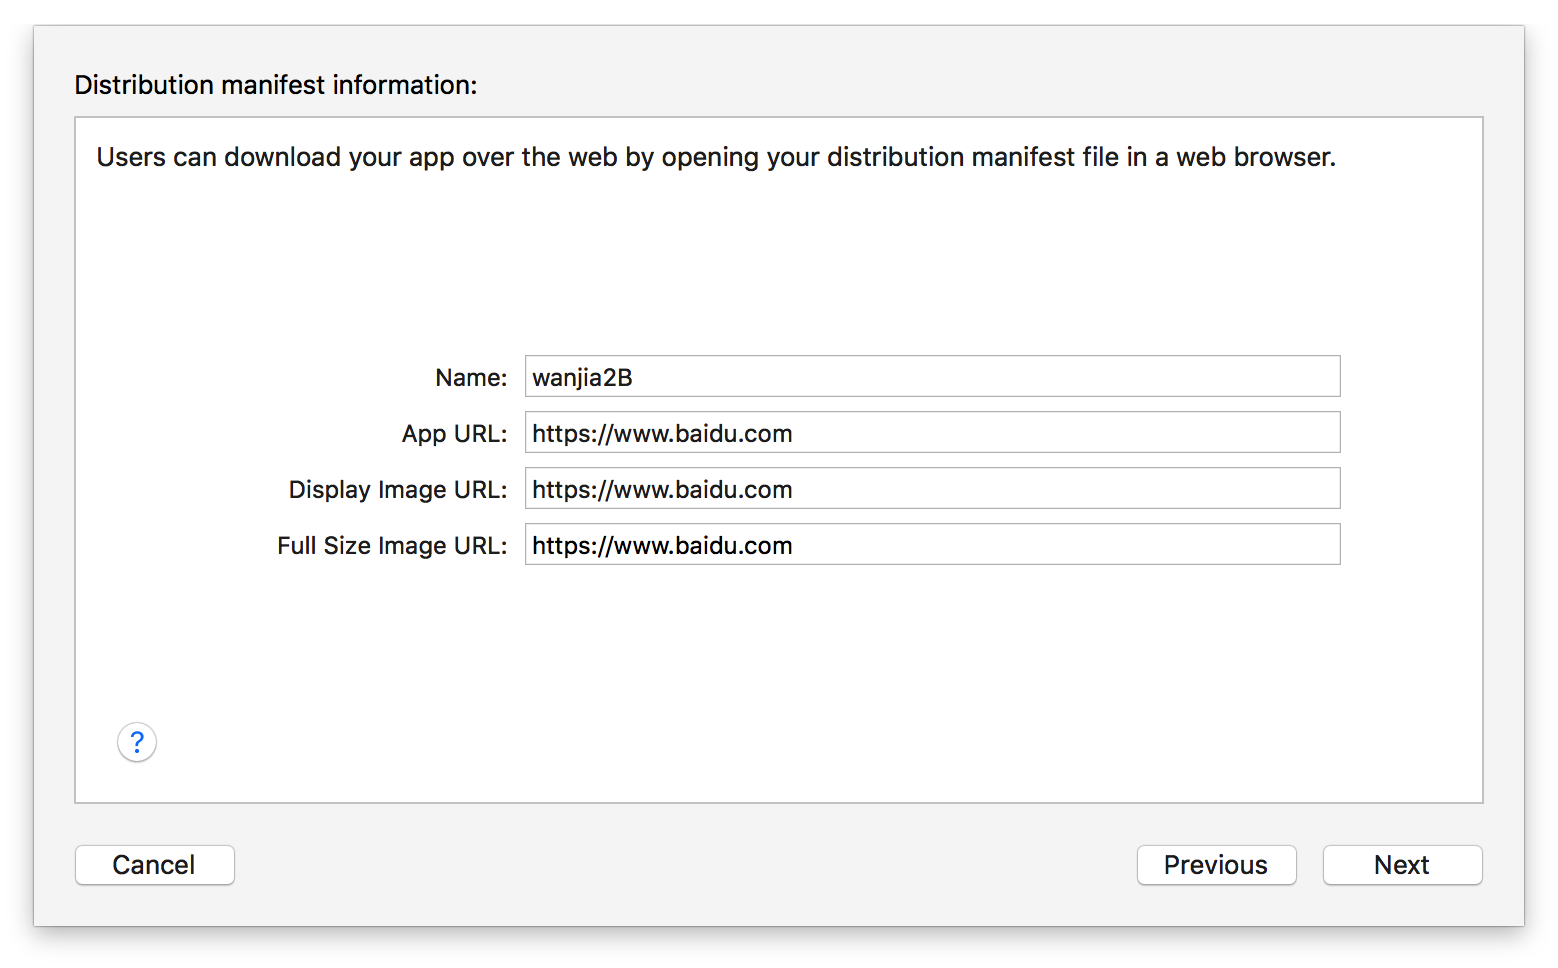 Distribution manifest information:
Users can download your app over the web by opening your distribution manifest file in a web browser.
Name: wanjia2B
App URL: https://www.baidu.com
Display Image URL: https://www.baidu.com
Full Size Image URL: https://www.baidu.com
?
Cancel Previous Next